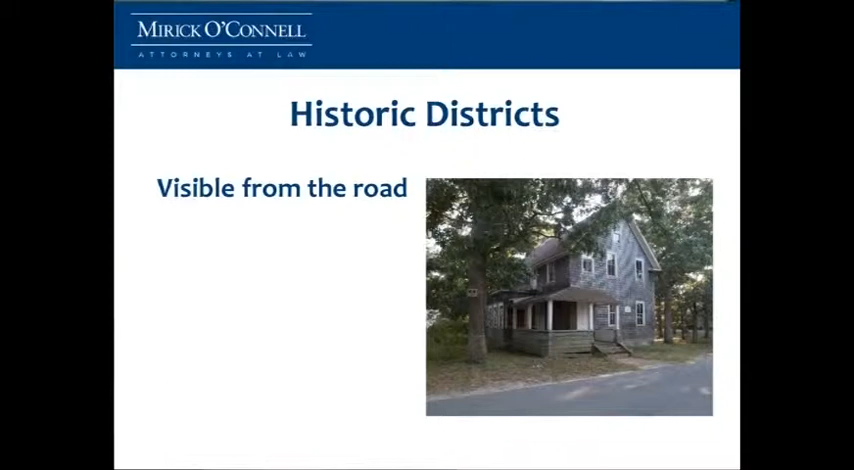 MIRICK O'CONNELL
ATTORNEYS AT LAW
Historic Districts
Visible from the road